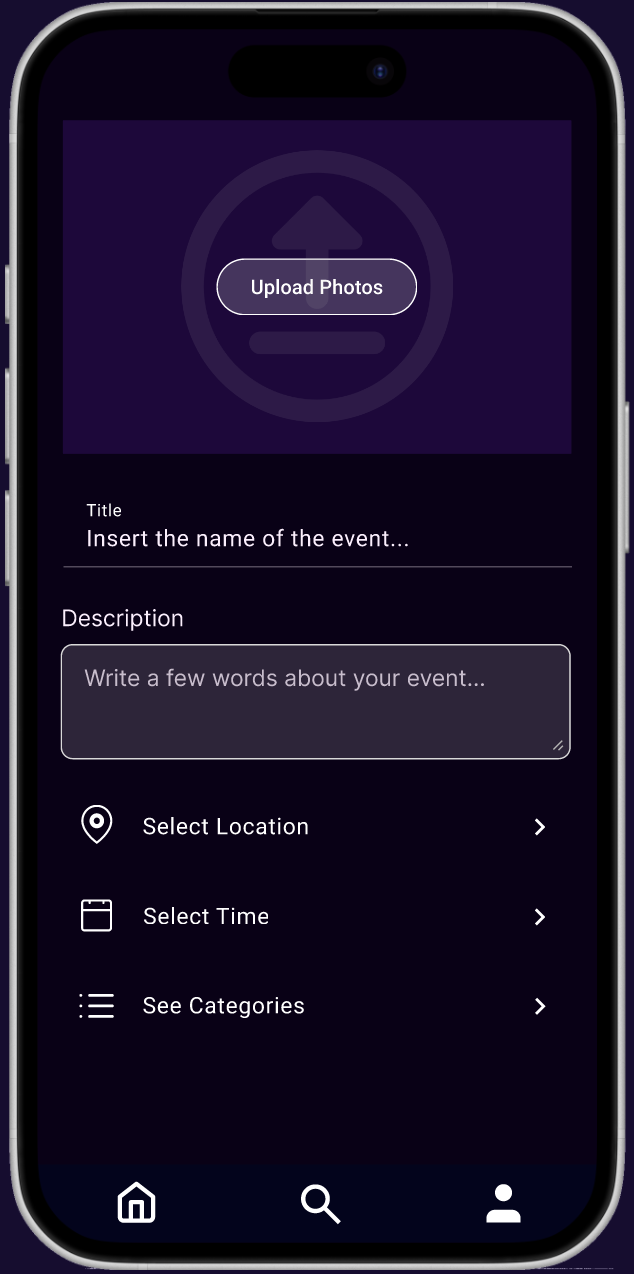 Upload Photos
Title
Insert the name of the event...
Description
Write a few words about your event...
Select Location
Select Time
See Categories